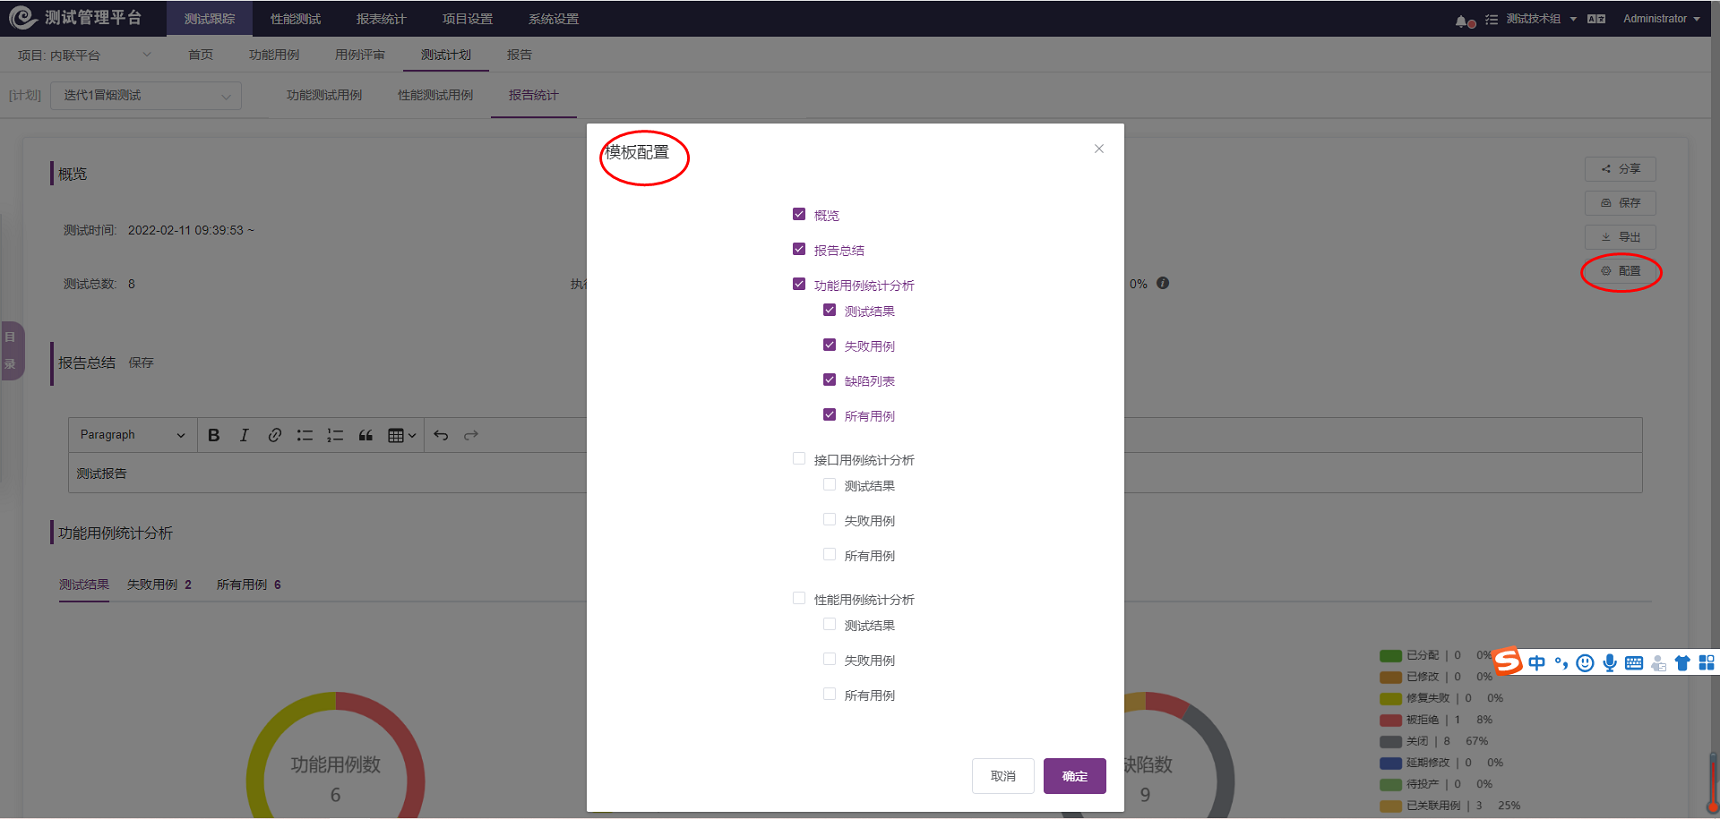 测试管理平台 测试跟踪 性能测试 报表统计 项目设置 系统设置 测试技术组 Administrator
项目: 内联平台 首页 功能用例 用例评审 测试计划 报告
[计划] 迭代1冒烟测试 功能测试用例 性能测试用例 报告统计
模板配置
概览
分享
保存
导出
配置
测试时间: 2022-02-11 09:39:53 ~
测试总数: 8
0%
目录
报告总结 保存
Paragraph
测试报告
功能用例统计分析
测试结果 失败用例 2 所有用例 6
功能用例数
6
概览
报告总结
功能用例统计分析
测试结果
失败用例
缺陷列表
所有用例
接口用例统计分析
测试结果
失败用例
所有用例
性能用例统计分析
测试结果
失败用例
所有用例
取消 确定
缺陷数
9
已分配 | 0 0%
已修改 | 0 0%
修复失败 | 0 0%
被拒绝 | 1 8%
关闭 | 8 67%
延期修改 | 0 0%
待投产 | 0 0%
已关联用例 | 3 25%
中